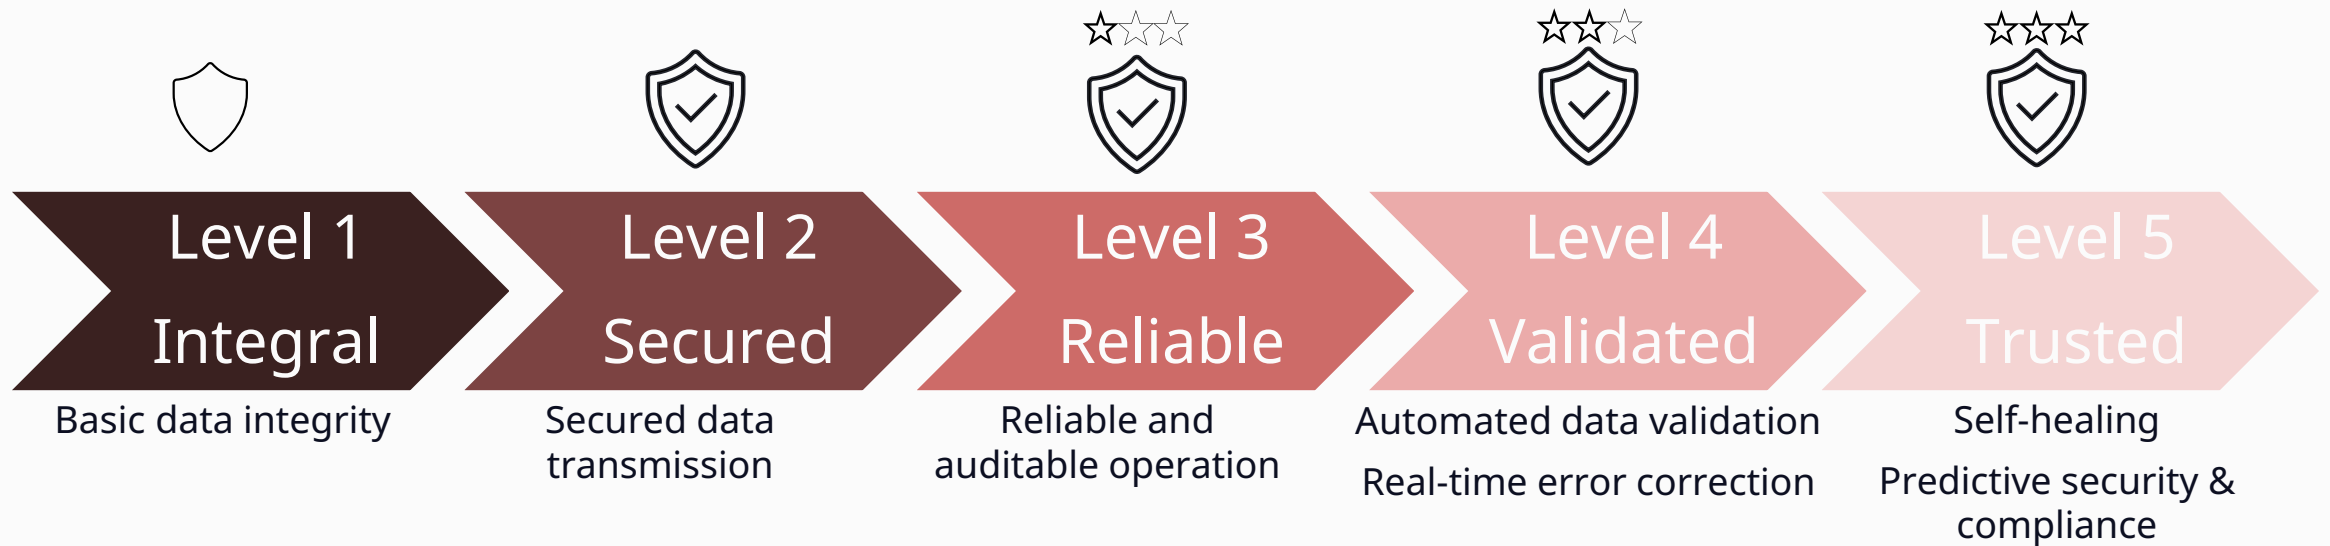 Level 1
Integral
Basic data integrity
Level 2
Secured
Secured data
transmission
Level 3
Reliable
Reliable and
auditable operation
Level 4
Validated
Automated data validation
Real-time error correction
Level 5
Trusted
Self-healing
Predictive security &
compliance